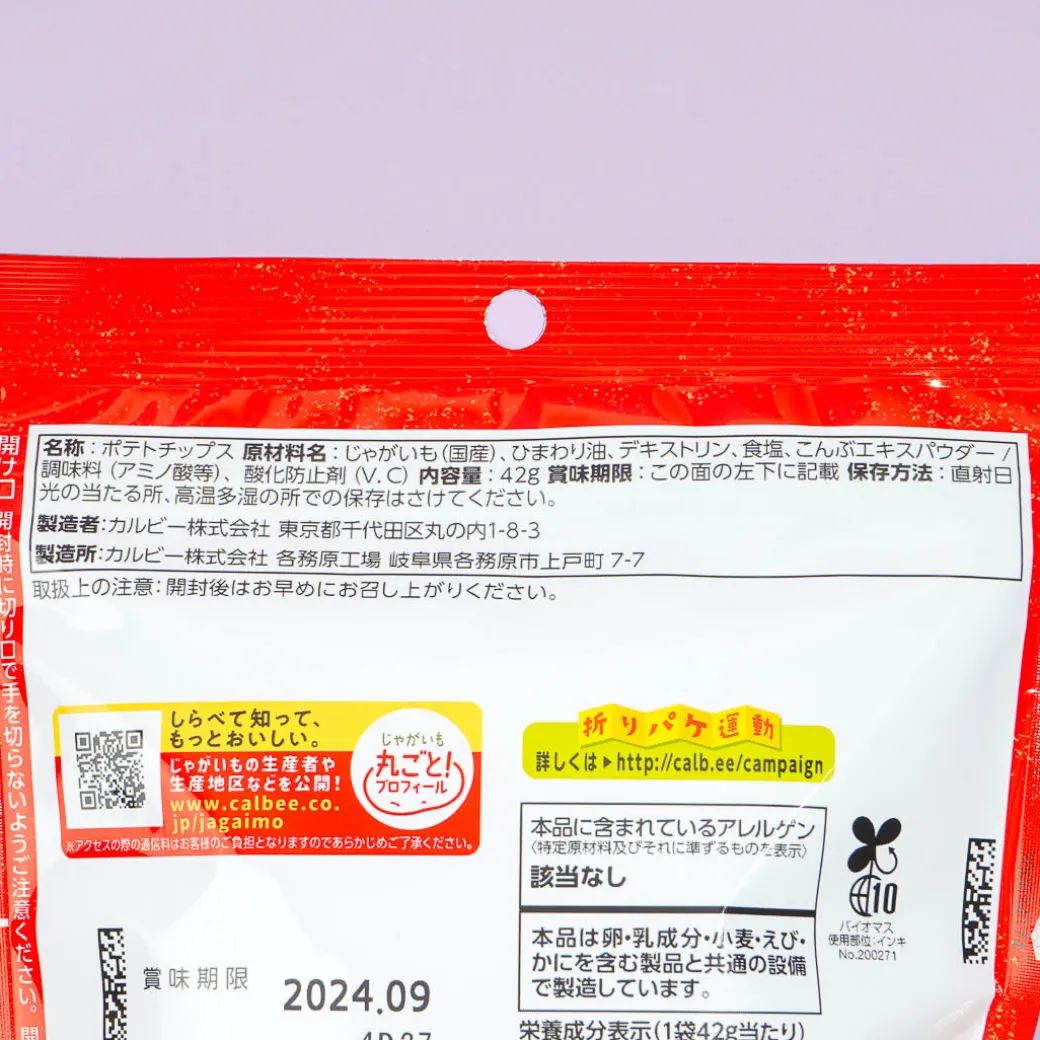 名称：ポテトチップス 原材料名：じゃがいも(国産)、ひまわり油、デキストリン、食塩、こんぶエキスパウダー /
調味料(アミノ酸等)、酸化防止剤(V.C) 内容量：42g 賞味期限：この面の左下に記載 保存方法：直射日
光の当たる所、高温多湿の所での保存はさけてください。
製造者：カルビー株式会社 東京都千代田区丸の内1-8-3
製造所：カルビー株式会社 各務原工場 岐阜県各務原市上戸町 7-7
取扱上の注意：開封後はお早めにお召し上がりください。
開け口 開封時に切り口で手を切らないようご注意ください。 開
しらべて知って、
もっとおいしい。
じゃがいもの生産者や
生産地区などを公開！
www.calbee.co.
jp/jagaimo
じゃがいも
丸ごと！
プロフィール
※アクセスの際の通信料はお客様のご負担となりますのであらかじめご了承ください。
折りパケ運動
詳しくは▶http://calb.ee/campaign
本品に含まれているアレルゲン
〈特定原材料及びそれに準ずるものを表示〉
該当なし
本品は卵・乳成分・小麦・えび・
かにを含む製品と共通の設備
で製造しています。
10
バイオマス
使用部位：インキ
No.200271
賞味期限
2024.09
栄養成分表示(1袋42g当たり)